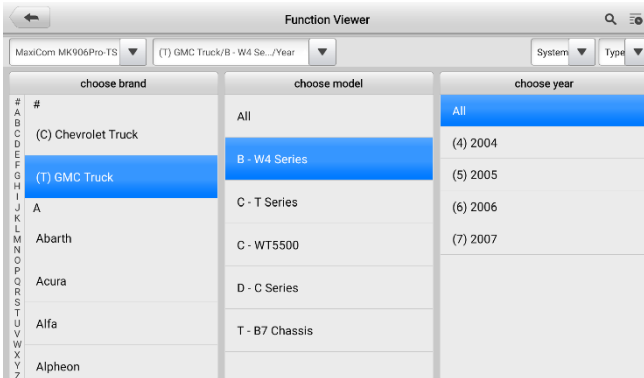 Function Viewer
MaxiCom MK906Pro-TS
(T) GMC Truck/B - W4 Se.../Year
System
Type
choose brand
choose model
choose year
#
A
B
C
D
E
F
G
H
I
J
K
L
M
N
O
P
Q
R
S
T
U
V
W
X
Y
Z
#
(C) Chevrolet Truck
(T) GMC Truck
A
Abarth
Acura
Alfa
Alpheon
All
B - W4 Series
C - T Series
C - WT5500
D - C Series
T - B7 Chassis
All
(4) 2004
(5) 2005
(6) 2006
(7) 2007